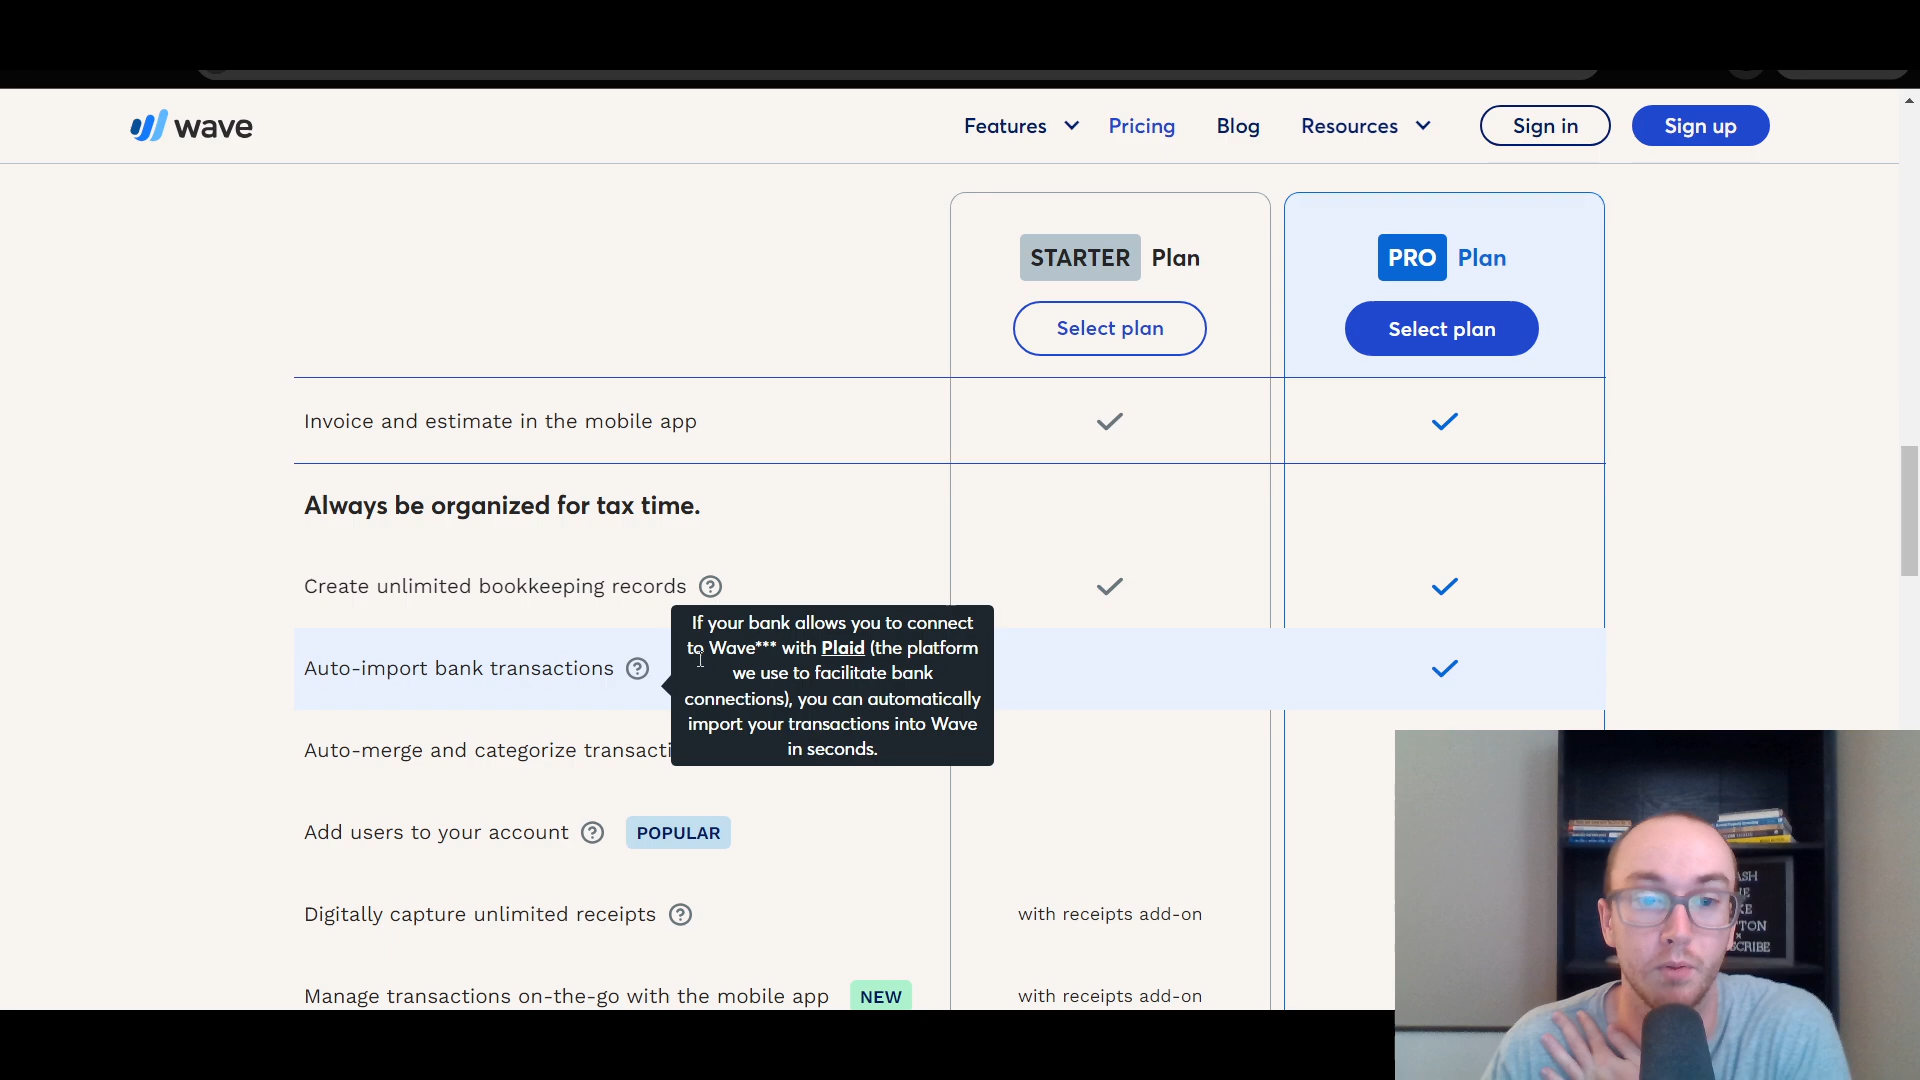 wave
Features
Pricing
Blog
Resources
Sign in
Sign up
STARTER Plan
PRO Plan
Select plan
Select plan
Invoice and estimate in the mobile app
Always be organized for tax time.
Create unlimited bookkeeping records
If your bank allows you to connect
to Wave*** with Plaid (the platform
we use to facilitate bank
connections), you can automatically
import your transactions into Wave
in seconds.
Auto-import bank transactions
Auto-merge and categorize transacti
Add users to your account
POPULAR
Digitally capture unlimited receipts
with receipts add-on
Manage transactions on-the-go with the mobile app
NEW
with receipts add-on